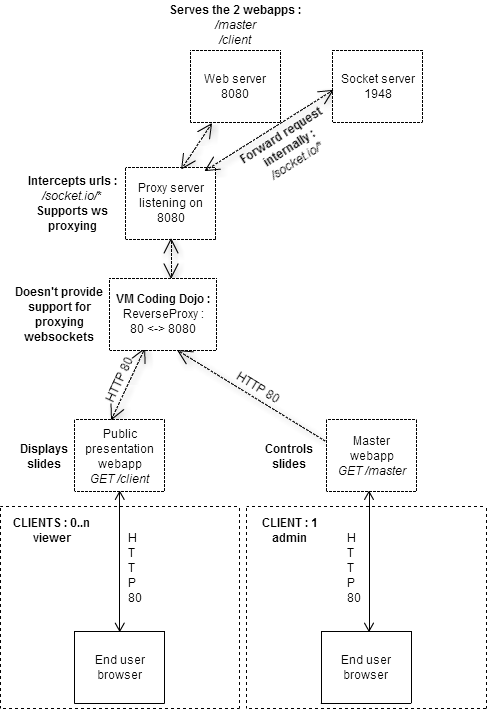 Serves the 2 webapps :
/master
/client
Web server
8080
Socket server
1948
Forward request
internally :
/socket.io/*
Intercepts urls :
/socket.io/*
Supports ws
proxying
Proxy server
listening on
8080
Doesn't provide
support for
proxying
websockets
VM Coding Dojo :
ReverseProxy :
80 <-> 8080
HTTP 80
HTTP 80
Displays
slides
Public
presentation
webapp
GET /client
Controls
slides
Master
webapp
GET /master
CLIENTS : 0..n
viewer
H
T
T
P
80
CLIENT : 1
admin
H
T
T
P
80
End user
browser
End user
browser